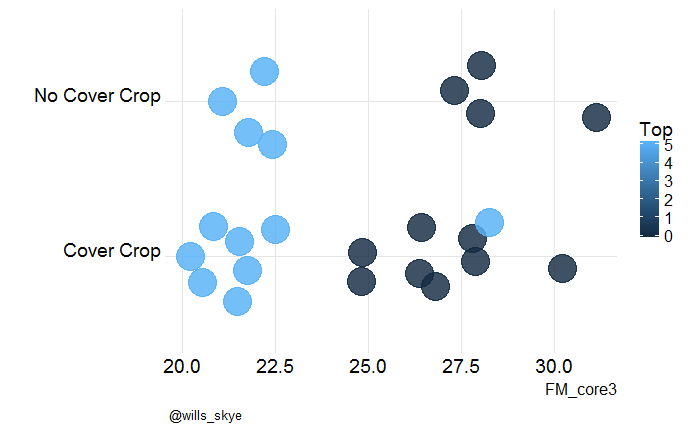 No Cover Crop
Cover Crop
Top
5
4
3
2
1
0
20.0 22.5 25.0 27.5 30.0
FM_core3
@wills_skye